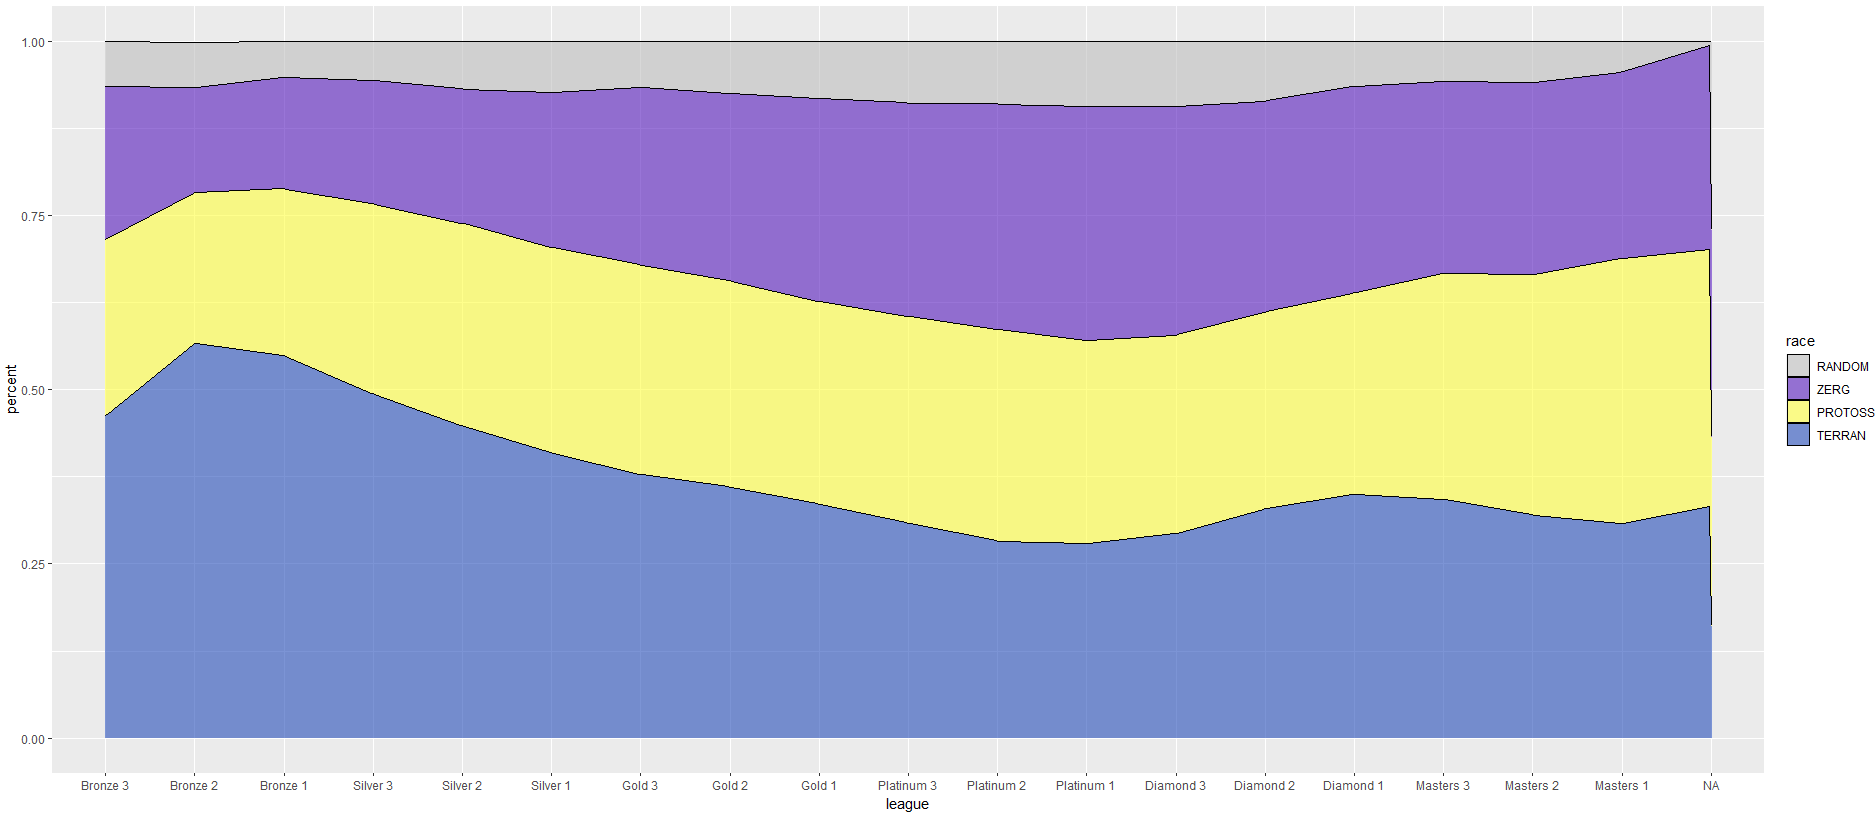 1.00
0.75
0.50
0.25
0.00
percent
Bronze 3 Bronze 2 Bronze 1 Silver 3 Silver 2 Silver 1 Gold 3 Gold 2 Gold 1 Platinum 3 Platinum 2 Platinum 1 Diamond 3 Diamond 2 Diamond 1 Masters 3 Masters 2 Masters 1 NA
league
race
RANDOM
ZERG
PROTOSS
TERRAN